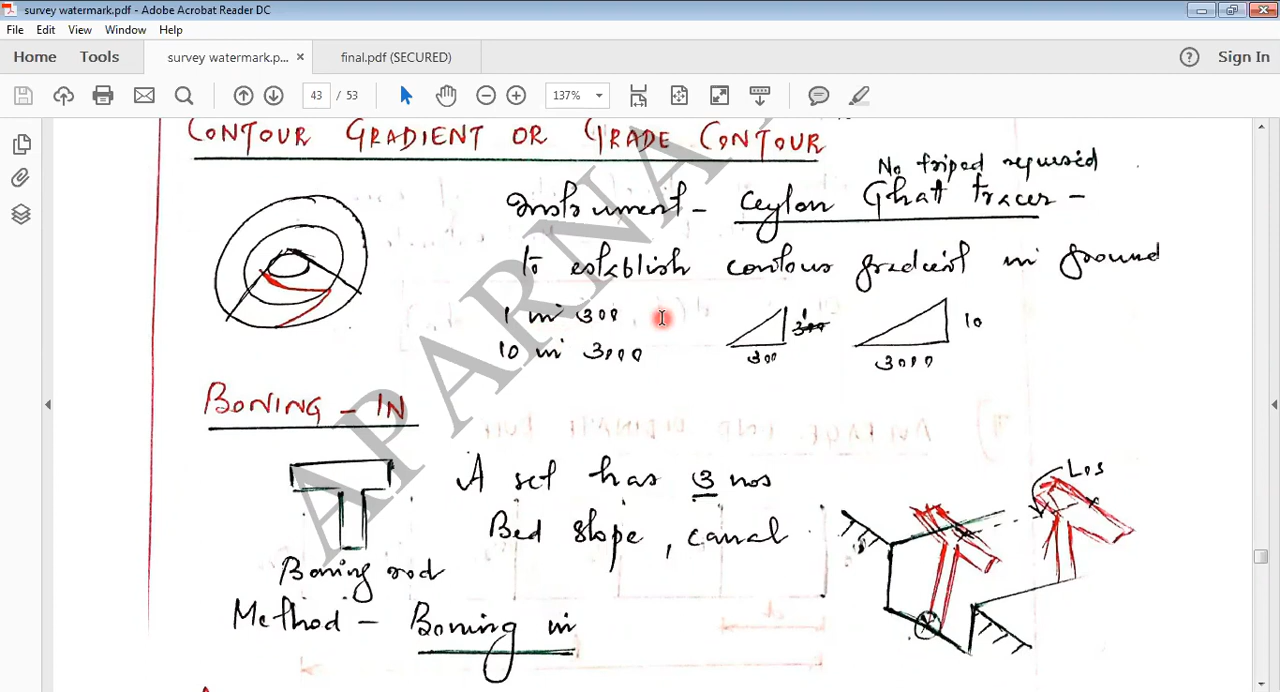 survey watermark.pdf - Adobe Acrobat Reader DC
File Edit View Window Help
Home Tools survey watermark.p... × final.pdf (SECURED) Sign In
43 / 53 137%
CONTOUR GRADIENT OR GRADE CONTOUR
No tripod required
Instrument - Ceylon Ghat tracer -
to establish contour gradient in ground
1 in 300
10 in 3000
1
300
300
10
3000
BONING - IN
A set has 3 nos
Bed slope, canal
Los
Boning rod
Method - Boning in
APARNA